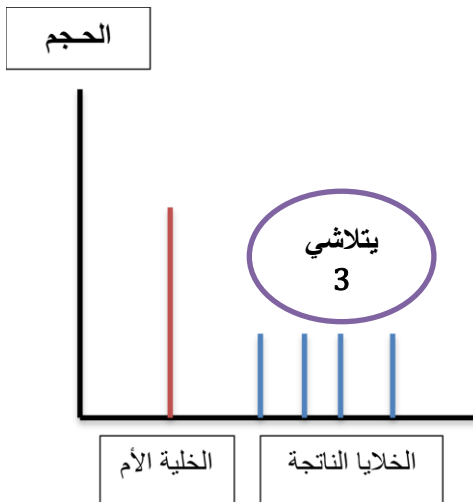 الحجم
يتلاشي
3
الخلية الأم
الخلايا الناتجة